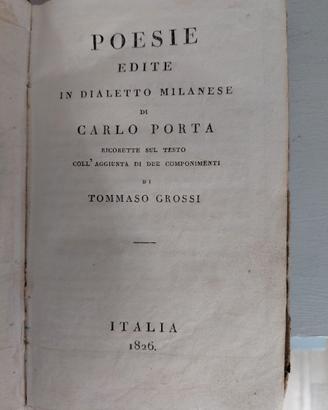 POESIE
EDITE
IN DIALETTO MILANESE
DI
CARLO PORTA
RICORETTE SUL TESTO
COLL'AGGIUNTA DI DUE COMPONIMENTI
DI
TOMMASO GROSSI
ITALIA
1826.